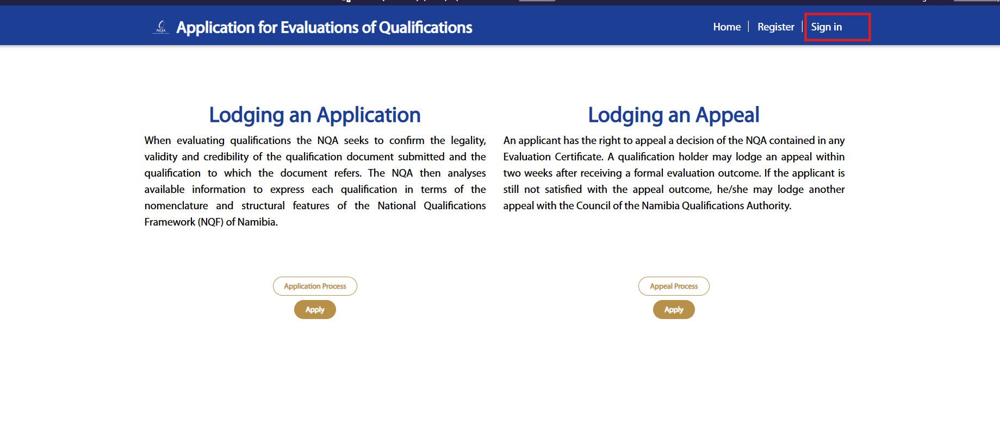 NQA
Application for Evaluations of Qualifications
Home
Register
Sign in
Lodging an Application
When evaluating qualifications the NQA seeks to confirm the legality,
validity and credibility of the qualification document submitted and the
qualification to which the document refers. The NQA then analyses
available information to express each qualification in terms of the
nomenclature and structural features of the National Qualifications
Framework (NQF) of Namibia.
Application Process
Apply
Lodging an Appeal
An applicant has the right to appeal a decision of the NQA contained in any
Evaluation Certificate. A qualification holder may lodge an appeal within
two weeks after receiving a formal evaluation outcome. If the applicant is
still not satisfied with the appeal outcome, he/she may lodge another
appeal with the Council of the Namibia Qualifications Authority.
Appeal Process
Apply